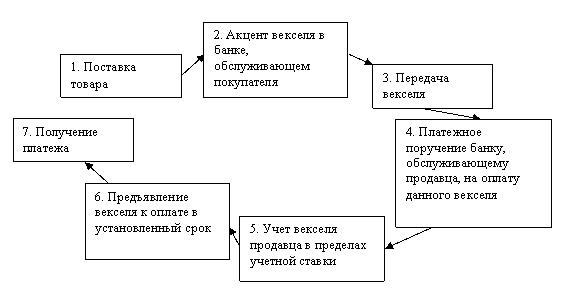 1. Поставка
товара
2. Акцент векселя в
банке,
обслуживающем
покупателя
3. Передача
векселя
4. Платежное
поручение банку,
обслуживающему
продавца, на оплату
данного векселя
5. Учет векселя
продавца в пределах
учетной ставки
6. Предъявление
векселя к оплате в
установленный срок
7. Получение
платежа